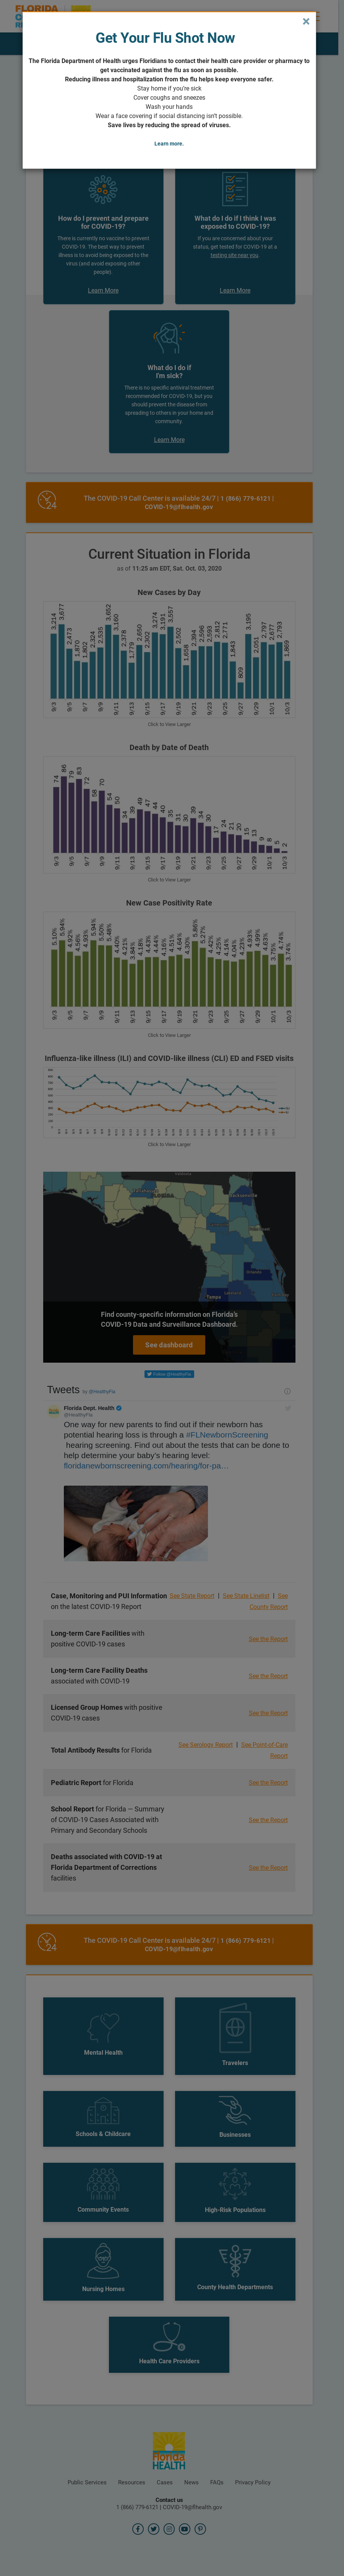 FLORIDA
×
Get Your Flu Shot Now
The Florida Department of Health urges Floridians to contact their health care provider or pharmacy to
get vaccinated against the flu as soon as possible.
Reducing illness and hospitalization from the flu helps keep everyone safer.
Stay home if you're sick
Cover coughs and sneezes
Wash your hands
Wear a face covering if social distancing isn't possible.
Save lives by reducing the spread of viruses.
Learn more.
How do I prevent and prepare
for COVID-19?
There is currently no vaccine to prevent
COVID-19. The best way to prevent
illness is to avoid being exposed to the
virus (and avoid exposing other
people).
Learn More
What do I do if I think I was
exposed to COVID-19?
If you are concerned about your
status, get tested for COVID-19 at a
testing site near you.
Learn More
What do I do if
I'm sick?
There is no specific antiviral treatment
recommended for COVID-19, but you
should prevent the disease from
spreading to others in your home and
community.
Learn More
24
The COVID-19 Call Center is available 24/7 | 1 (866) 779-6121 |
COVID-19@flhealth.gov
Current Situation in Florida
as of 11:25 am EDT, Sat. Oct. 03, 2020
New Cases by Day
3,214 3,677 2,473 1,870 1,802 2,324 2,535 3,652 3,160 2,378 1,779 2,650 2,302 3,274 3,191 3,557 2,502 1,658 2,394 2,596 2,593 2,812 2,771 1,843 809 3,195 2,051 2,797 2,677 2,793 1,869
9/3 9/5 9/7 9/9 9/11 9/13 9/15 9/17 9/19 9/21 9/23 9/25 9/27 9/29 10/1 10/3
Click to View Larger
Death by Date of Death
74 86 79 83 72 58 70 54 50 34 39 49 47 44 40 35 31 30 39 34 30 17 24 21 20 15 13 9 8 5 2
9/3 9/5 9/7 9/9 9/11 9/13 9/15 9/17 9/19 9/21 9/23 9/25 9/27 9/29 10/1 10/3
Click to View Larger
New Case Positivity Rate
5.10% 5.94% 4.92% 4.56% 4.93% 5.94% 5.50% 5.48% 4.40% 4.21% 3.84% 4.18% 4.43% 4.44% 4.16% 4.51% 4.64% 4.30% 5.86% 5.27% 4.42% 4.25% 4.14% 4.04% 4.23% 4.93% 4.99% 4.63% 3.75% 4.74% 3.74%
9/3 9/5 9/7 9/9 9/11 9/13 9/15 9/17 9/19 9/21 9/23 9/25 9/27 9/29 10/1 10/3
Click to View Larger
Influenza-like illness (ILI) and COVID-like illness (CLI) ED and FSED visits
Click to View Larger
Jacksonville
Orlando
Tampa
Find county-specific information on Florida's
COVID-19 Data and Surveillance Dashboard.
See dashboard
Follow @HealthyFla
Tweets by @HealthyFla
Florida Dept. Health
@HealthyFla
One way for new parents to find out if their newborn has
potential hearing loss is through a #FLNewbornScreening
hearing screening. Find out about the tests that can be done to
help determine your baby's hearing level:
floridanewbornscreening.com/hearing/for-pa…
Case, Monitoring and PUI Information
on the latest COVID-19 Report
See State Report | See State Linelist | See
County Report
Long-term Care Facilities with
positive COVID-19 cases
See the Report
Long-term Care Facility Deaths
associated with COVID-19
See the Report
Licensed Group Homes with positive
COVID-19 cases
See the Report
Total Antibody Results for Florida
See Serology Report | See Point-of-Care
Report
Pediatric Report for Florida
See the Report
School Report for Florida — Summary
of COVID-19 Cases Associated with
Primary and Secondary Schools
See the Report
Deaths associated with COVID-19 at
Florida Department of Corrections
facilities
See the Report
24
The COVID-19 Call Center is available 24/7 | 1 (866) 779-6121 |
COVID-19@flhealth.gov
Mental Health
Travelers
Schools & Childcare
Businesses
Community Events
High-Risk Populations
Nursing Homes
County Health Departments
Health Care Providers
Florida
HEALTH
Public Services
Resources
Cases
News
FAQs
Privacy Policy
Contact us
1 (866) 779-6121 | COVID-19@flhealth.gov